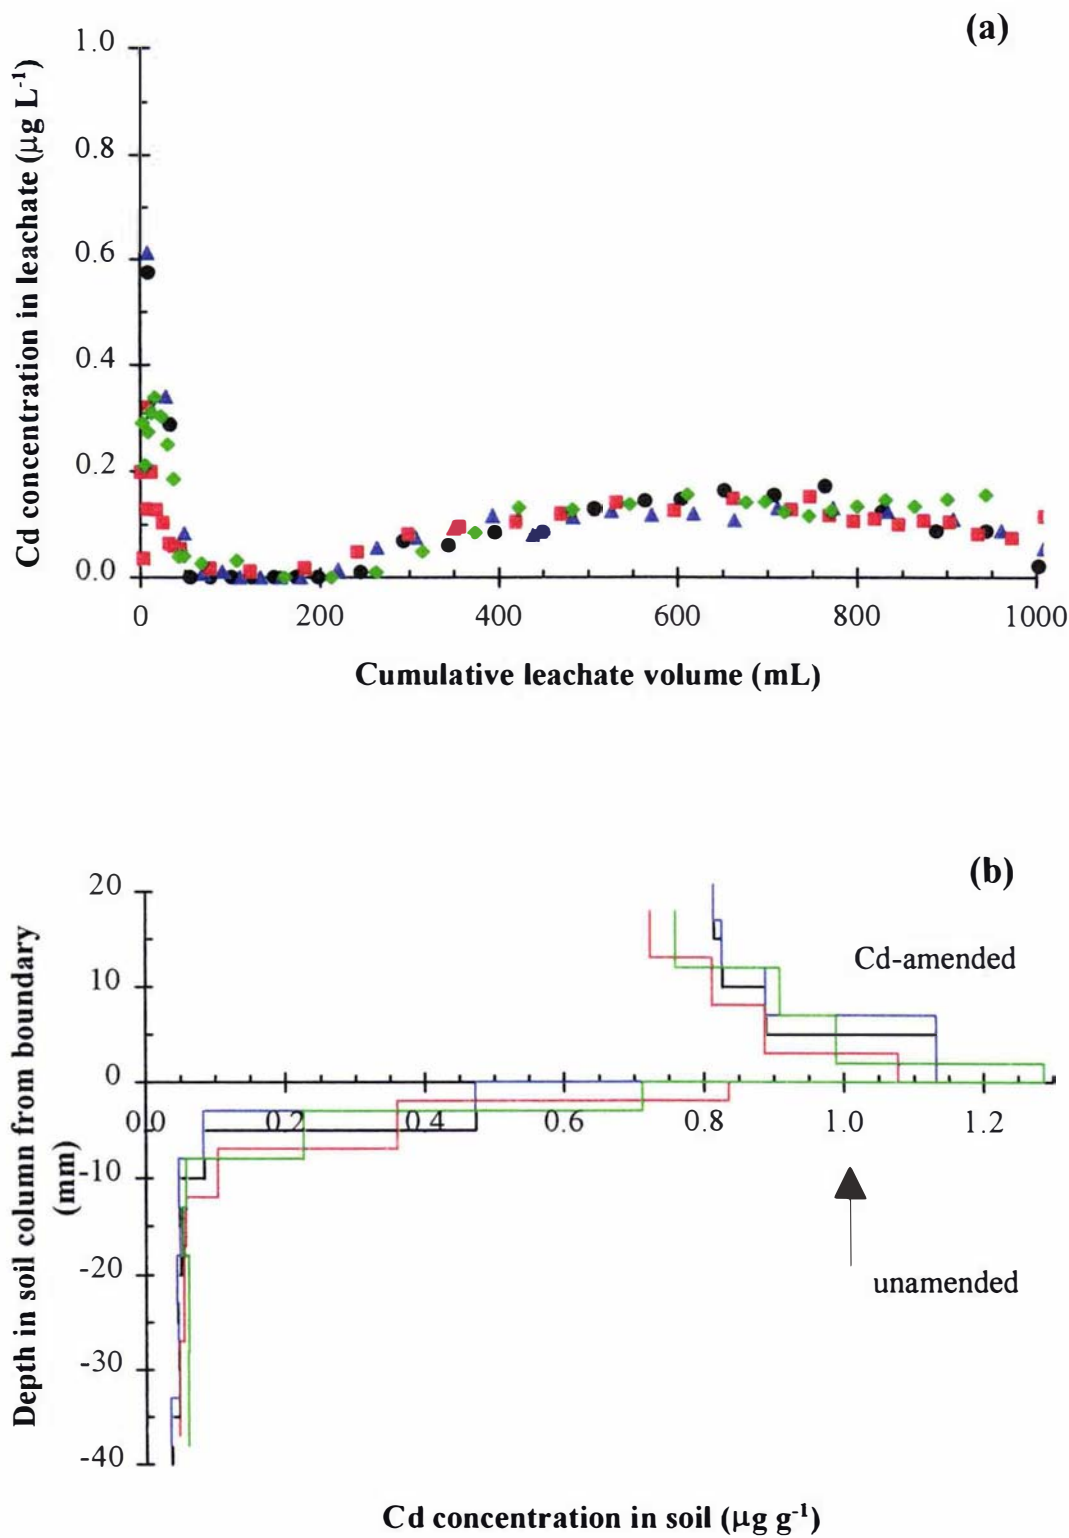 (a)
Cd concentration in leachate (µg L-1)
1.0
0.8
0.6
0.4
0.2
0.0
0 200 400 600 800 1000
Cumulative leachate volume (mL)
(b)
Depth in soil column from boundary
(mm)
20
10
0
-10
-20
-30
-40
0.0 0.2 0.4 0.6 0.8 1.0 1.2
Cd-amended
unamended
Cd concentration in soil (µg g-1)